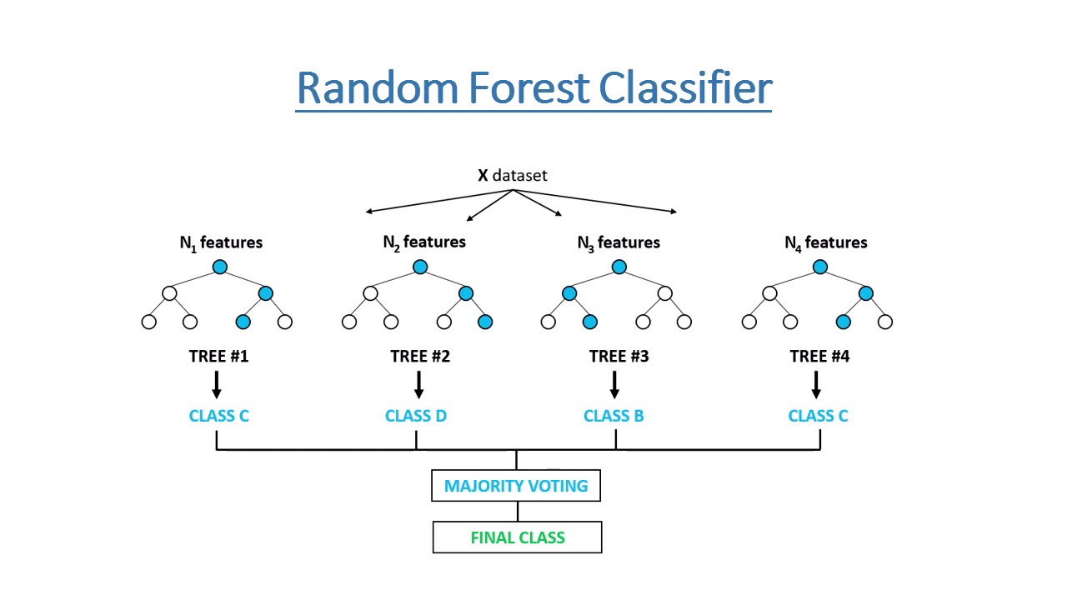 Random Forest Classifier
X dataset
N1 features N2 features N3 features N4 features
TREE #1 TREE #2 TREE #3 TREE #4
CLASS C CLASS D CLASS B CLASS C
MAJORITY VOTING
FINAL CLASS